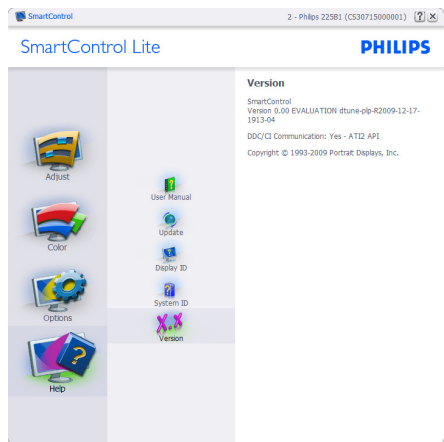 SmartControl
2 - Philips 225B1 (CS30715000001)
SmartControl Lite
PHILIPS
Adjust
Color
Options
Help
User Manual
Update
Display ID
System ID
X.X
Version
Version
SmartControl
Version 0.00 EVALUATION dtune-plp-R2009-12-17-
1913-04
DDC/CI Communication: Yes - ATI2 API
Copyright © 1993-2009 Portrait Displays, Inc.